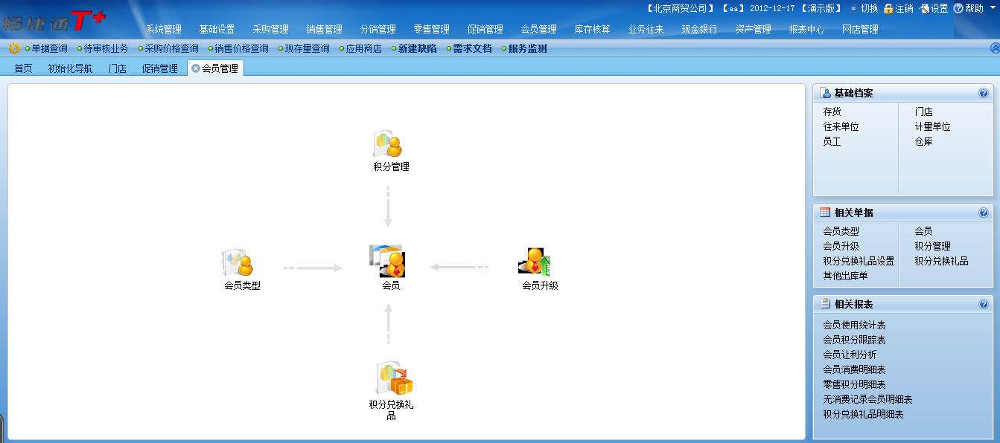 畅捷通T+
【北京商贸公司】 【aa】 2012-12-17 【演示版】 切换 注销 设置 帮助
系统管理 基础设置 采购管理 销售管理 分销管理 零售管理 促销管理 会员管理 库存核算 业务往来 现金银行 资产管理 报表中心 网店管理
单据查询 待审核业务 采购价格查询 销售价格查询 现存量查询 应用商店 新建缺陷 需求文档 服务监测
首页 初始化导航 门店 促销管理 会员管理
积分管理
会员类型 会员 会员升级
积分兑换礼
品
基础档案
存货 门店
往来单位 计量单位
员工 仓库
相关单据
会员类型 会员
会员升级 积分管理
积分兑换礼品设置 积分兑换礼品
其他出库单
相关报表
会员使用统计表
会员积分跟踪表
会员让利分析
会员消费明细表
零售积分明细表
无消费记录会员明细表
积分兑换礼品明细表